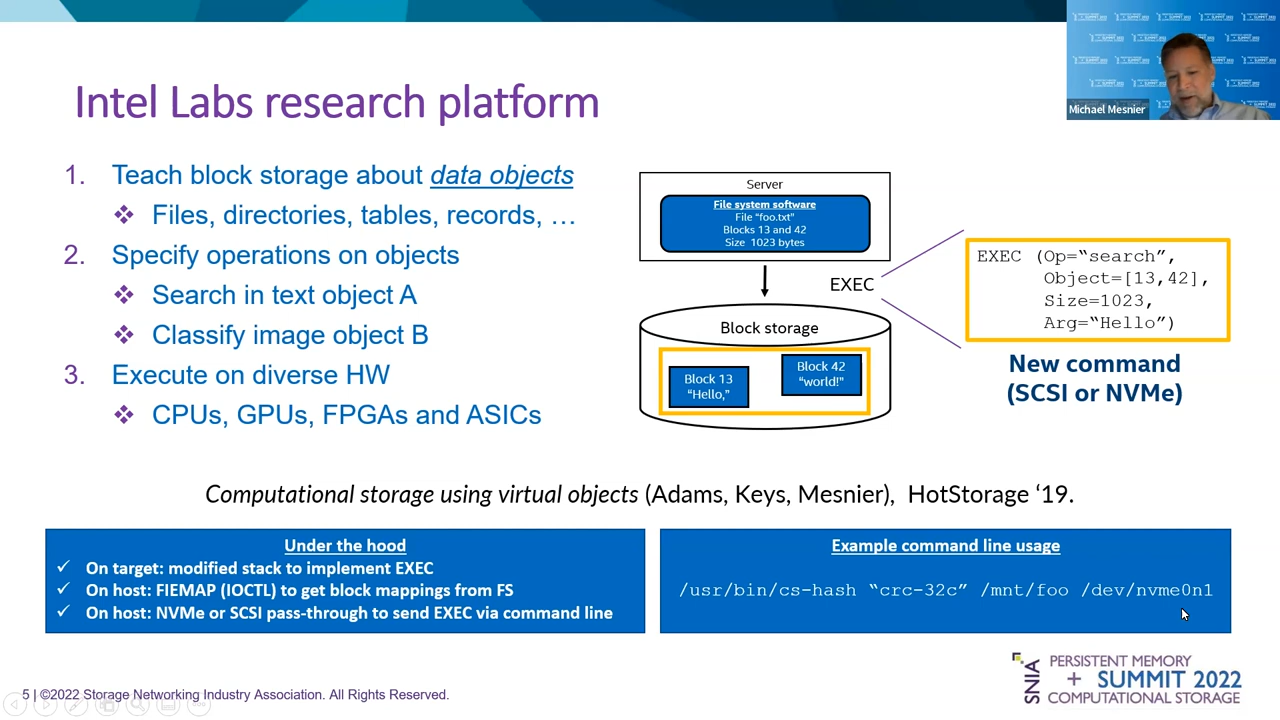 Michael Mesnier
Intel Labs research platform
1. Teach block storage about data objects
❖ Files, directories, tables, records, …
2. Specify operations on objects
❖ Search in text object A
❖ Classify image object B
3. Execute on diverse HW
❖ CPUs, GPUs, FPGAs and ASICs
Server
File system software
File "foo.txt"
Blocks 13 and 42
Size 1023 bytes
EXEC
Block storage
Block 13
“Hello,”
Block 42
“world!”
EXEC (Op=“search”,
Object=[13,42],
Size=1023,
Arg=“Hello”)
New command
(SCSI or NVMe)
Computational storage using virtual objects (Adams, Keys, Mesnier), HotStorage ‘19.
Under the hood
✓ On target: modified stack to implement EXEC
✓ On host: FIEMAP (IOCTL) to get block mappings from FS
✓ On host: NVMe or SCSI pass-through to send EXEC via command line
Example command line usage
/usr/bin/cs-hash “crc-32c” /mnt/foo /dev/nvme0n1
5 | ©2022 Storage Networking Industry Association. All Rights Reserved.
SNIA
PERSISTENT MEMORY
+ SUMMIT 2022
COMPUTATIONAL STORAGE